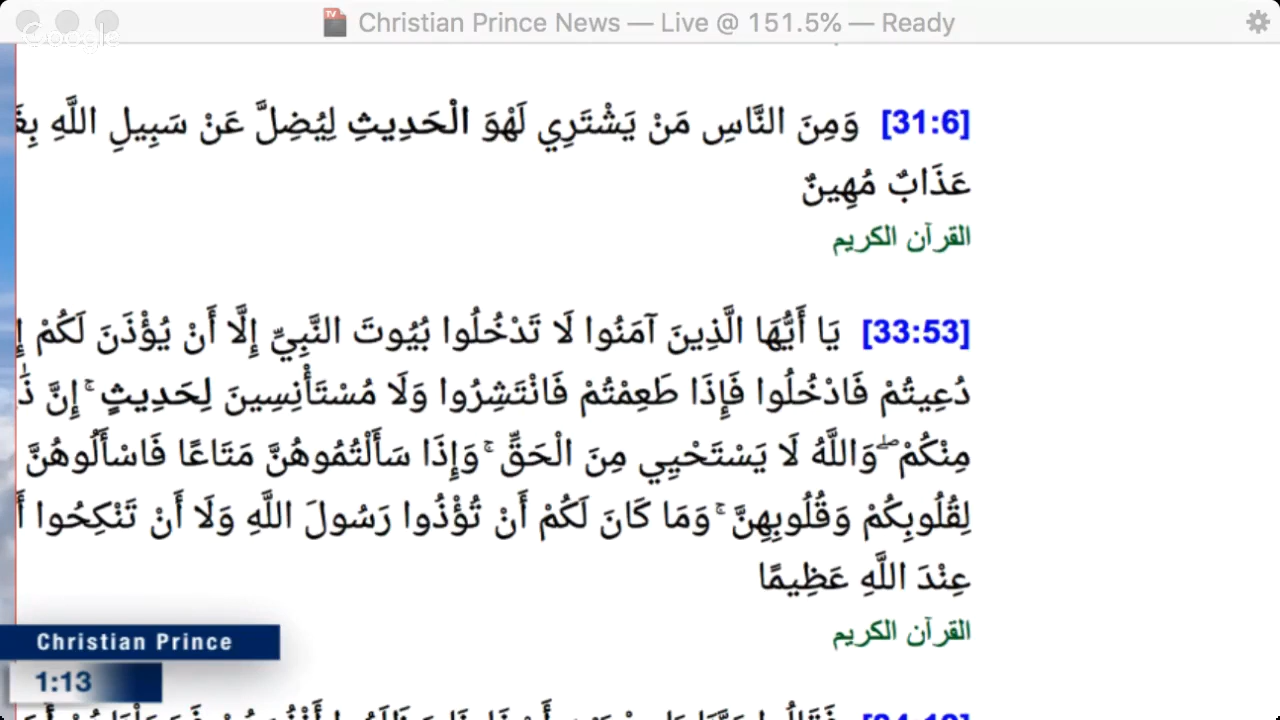 Christian Prince News — Live @ 151.5% — Ready
Google
[31:6] وَمِنَ النَّاسِ مَنْ يَشْتَرِي لَهْوَ الْحَدِيثِ لِيُضِلَّ عَنْ سَبِيلِ اللَّهِ
عَذَابٌ مُهِينٌ
القرآن الكريم
[33:53] يَا أَيُّهَا الَّذِينَ آمَنُوا لَا تَدْخُلُوا بُيُوتَ النَّبِيِّ إِلَّا أَنْ يُؤْذَنَ لَكُمْ
دُعِيتُمْ فَادْخُلُوا فَإِذَا طَعِمْتُمْ فَانْتَشِرُوا وَلَا مُسْتَأْنِسِينَ لِحَدِيثٍ ۚ إِنَّ
مِنْكُمْ ۖ وَاللَّهُ لَا يَسْتَحْيِي مِنَ الْحَقِّ ۚ وَإِذَا سَأَلْتُمُوهُنَّ مَتَاعًا فَاسْأَلُوهُنَّ
لِقُلُوبِكُمْ وَقُلُوبِهِنَّ ۚ وَمَا كَانَ لَكُمْ أَنْ تُؤْذُوا رَسُولَ اللَّهِ وَلَا أَنْ تَنْكِحُوا
عِنْدَ اللَّهِ عَظِيمًا
القرآن الكريم
Christian Prince
1:13